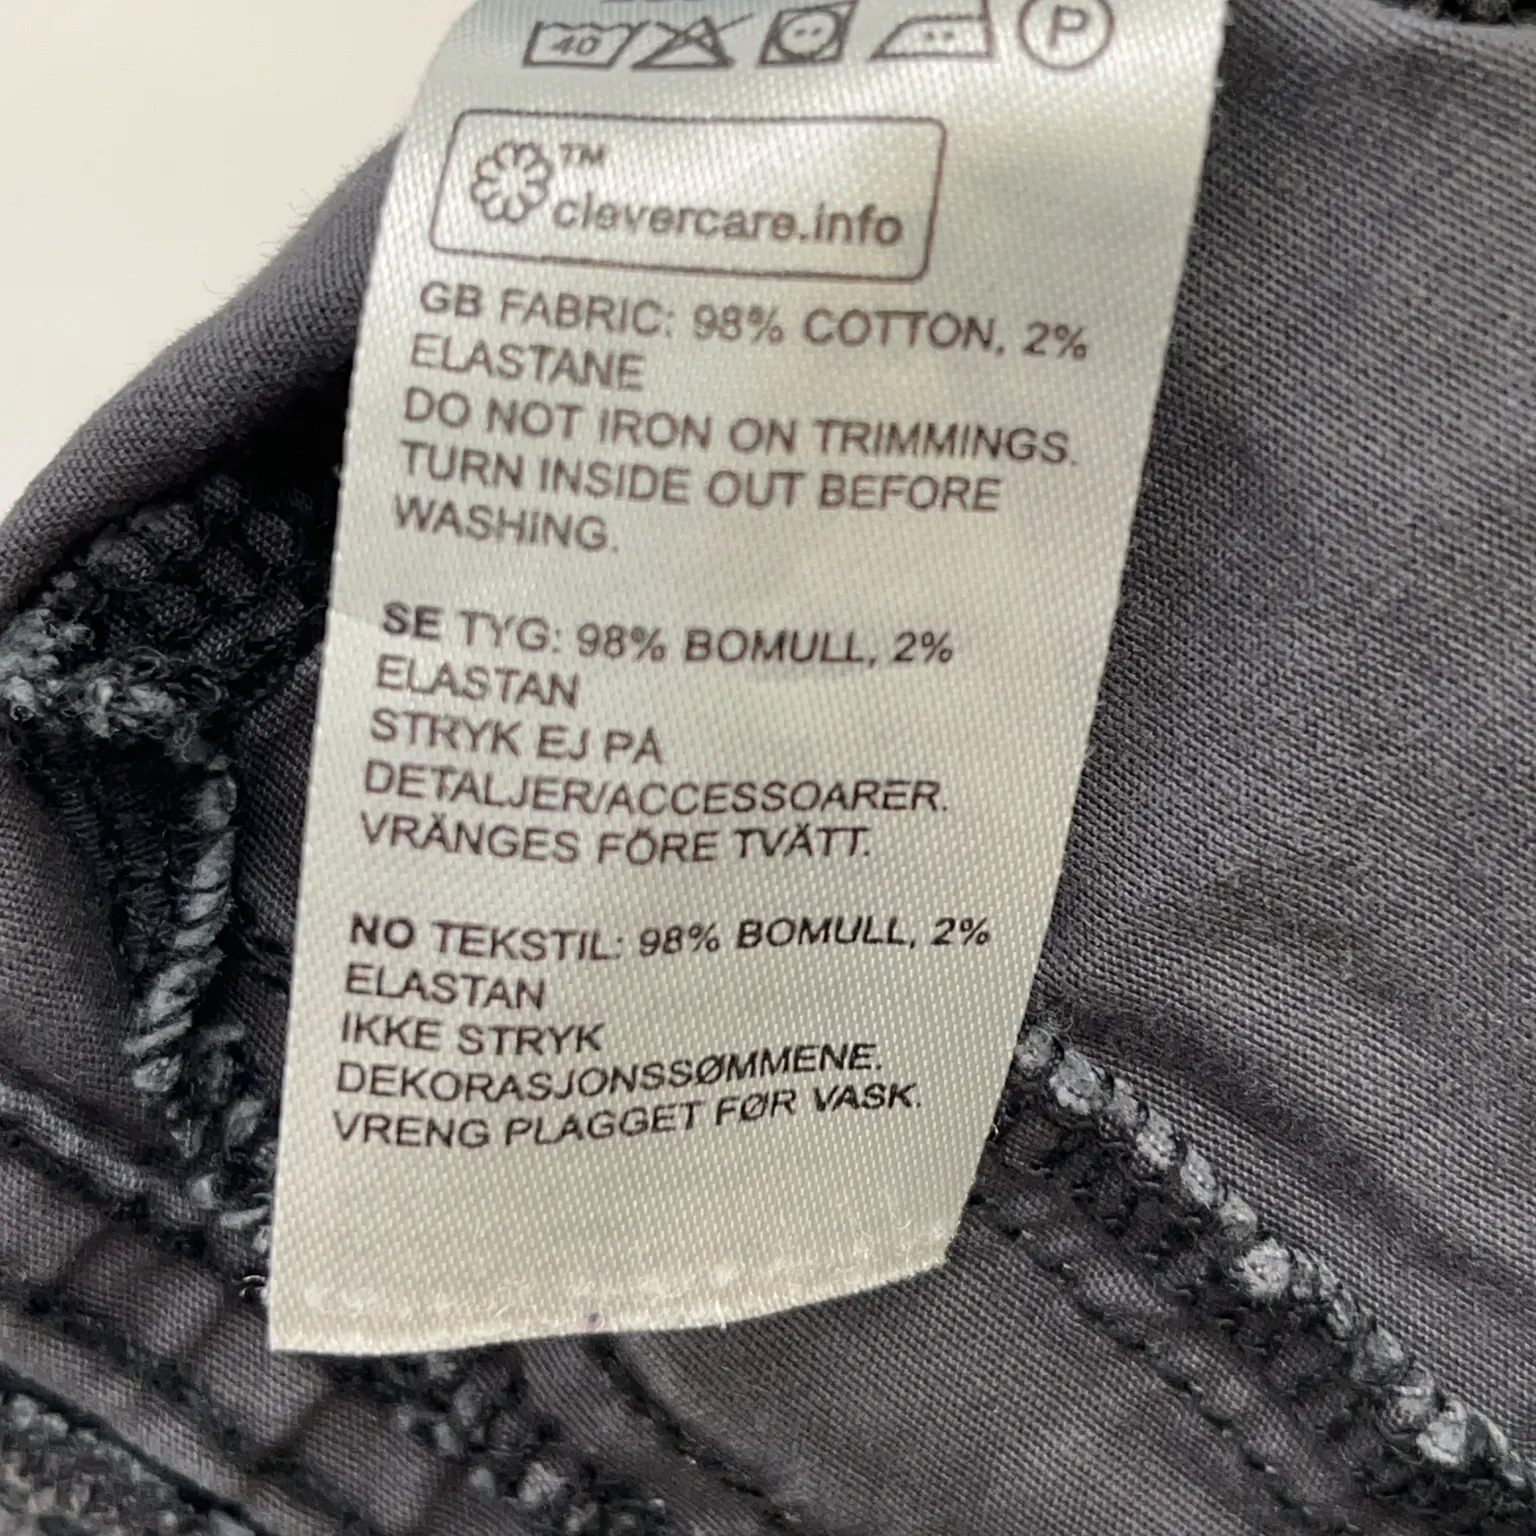 40 P
™
clevercare.info
GB FABRIC: 98% COTTON, 2%
ELASTANE
DO NOT IRON ON TRIMMINGS.
TURN INSIDE OUT BEFORE
WASHING.
SE TYG: 98% BOMULL, 2%
ELASTAN
STRYK EJ PÅ
DETALJER/ACCESSOARER.
VRÄNGES FÖRE TVÄTT.
NO TEKSTIL: 98% BOMULL, 2%
ELASTAN
IKKE STRYK
DEKORASJONSSØMMENE.
VRENG PLAGGET FØR VASK.